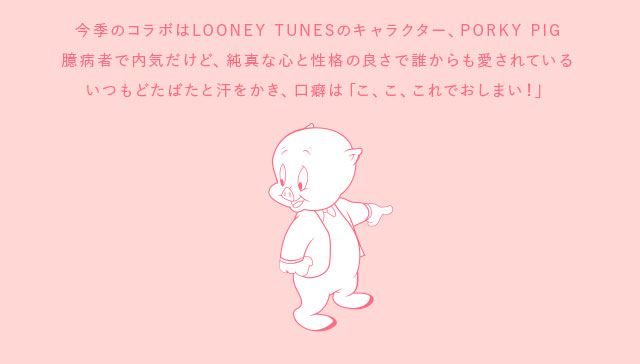 今季のコラボはLOONEY TUNESのキャラクター、PORKY PIG
臆病者で内気だけど、純真な心と性格の良さで誰からも愛されている
いつもどたばたと汗をかき、口癖は「こ、こ、これでおしまい！」